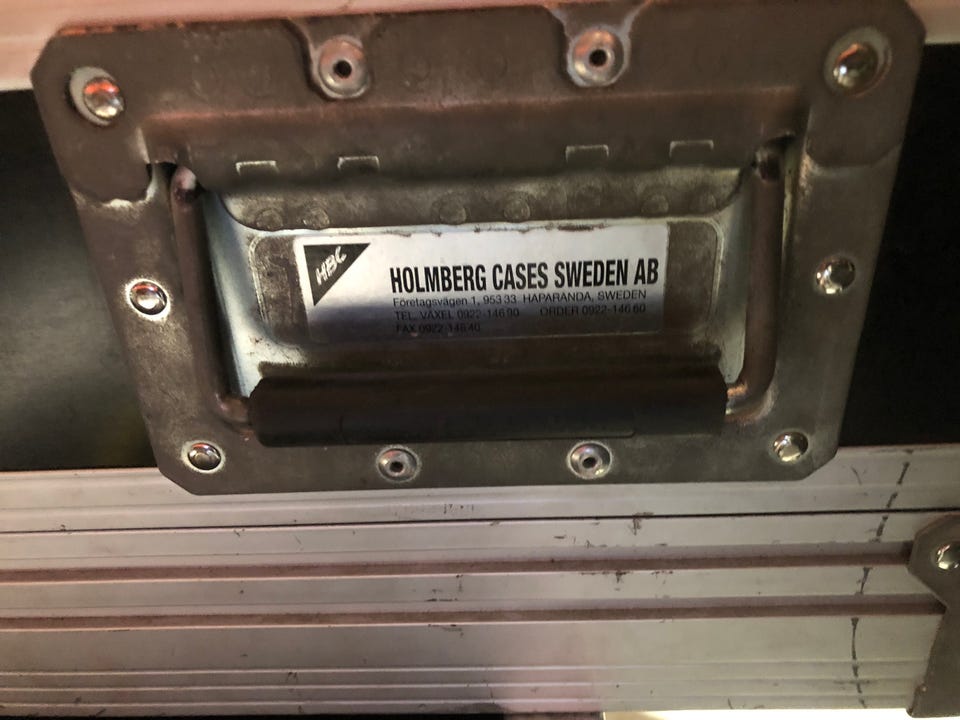 HBC
HOLMBERG CASES SWEDEN AB
Företagsvägen 1, 953 33 HAPARANDA, SWEDEN
TEL. VÄXEL 0922-146 90 ORDER 0922-146 60
FAX 0922-146 40